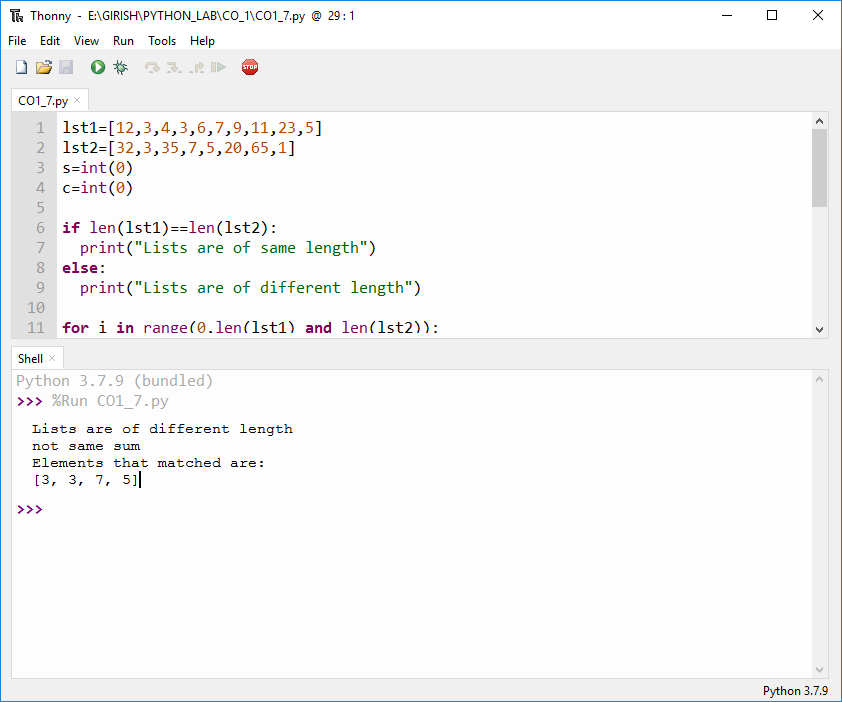 Thonny - E:\GIRISH\PYTHON_LAB\CO_1\CO1_7.py @ 29 : 1
File Edit View Run Tools Help
STOP
CO1_7.py ×
1 lst1=[12,3,4,3,6,7,9,11,23,5]
2 lst2=[32,3,35,7,5,20,65,1]
3 s=int(0)
4 c=int(0)
5
6 if len(lst1)==len(lst2):
7   print("Lists are of same length")
8 else:
9   print("Lists are of different length")
10
11 for i in range(0,len(lst1) and len(lst2)):
Shell ×
Python 3.7.9 (bundled)
>>> %Run CO1_7.py
Lists are of different length
not same sum
Elements that matched are:
[3, 3, 7, 5]
>>>
Python 3.7.9